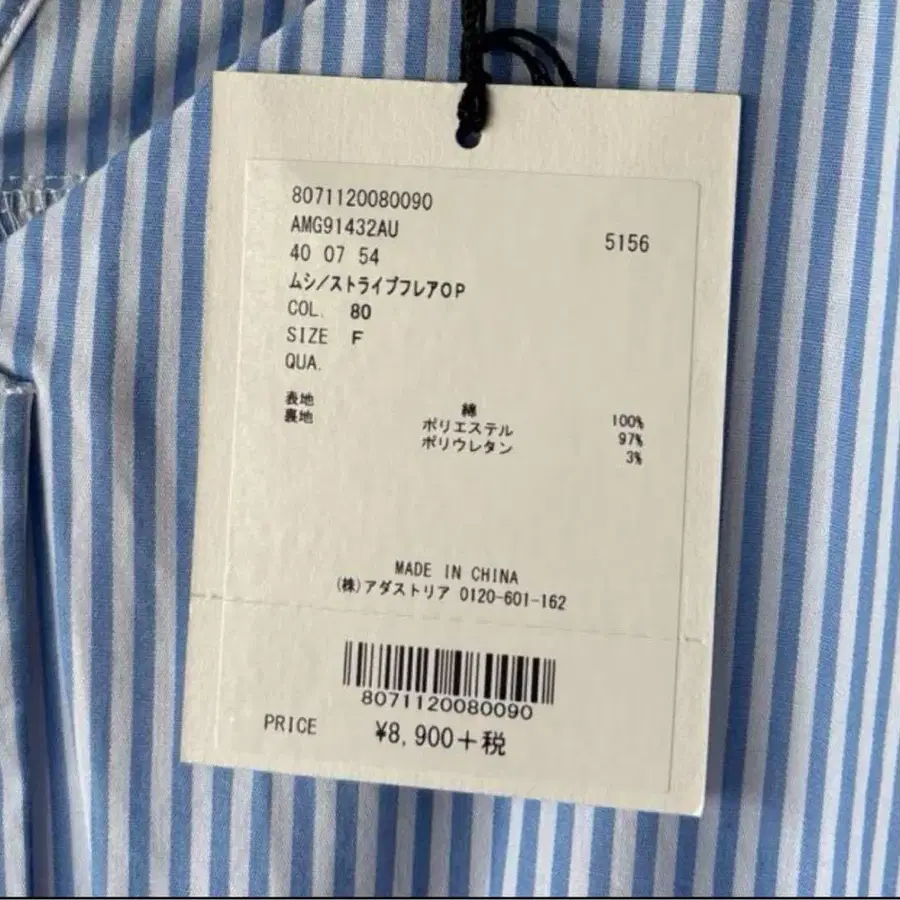 8071120080090
AMG91432AU
5156
40 07 54
ムシ/ストライプフレアOP
COL. 80
SIZE F
QUA.
表地 綿 100%
裏地 ポリエステル 97%
ポリウレタン 3%
MADE IN CHINA
(株)アダストリア 0120-601-162
8071120080090
PRICE ¥8,900+税